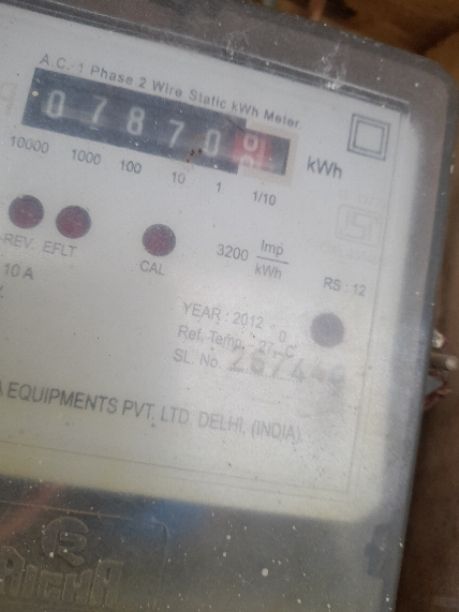 A.C. 1 Phase 2 Wire Static kWh Meter.
0 7 8 7 0
kWh
10000 1000 100 10 1 1/10
REV. EFLT
CAL
3200 Imp/kWh
RS : 12
10 A
YEAR : 2012
Ref. Temp. 27 °C
SL. No.
EQUIPMENTS PVT. LTD. DELHI, (INDIA)